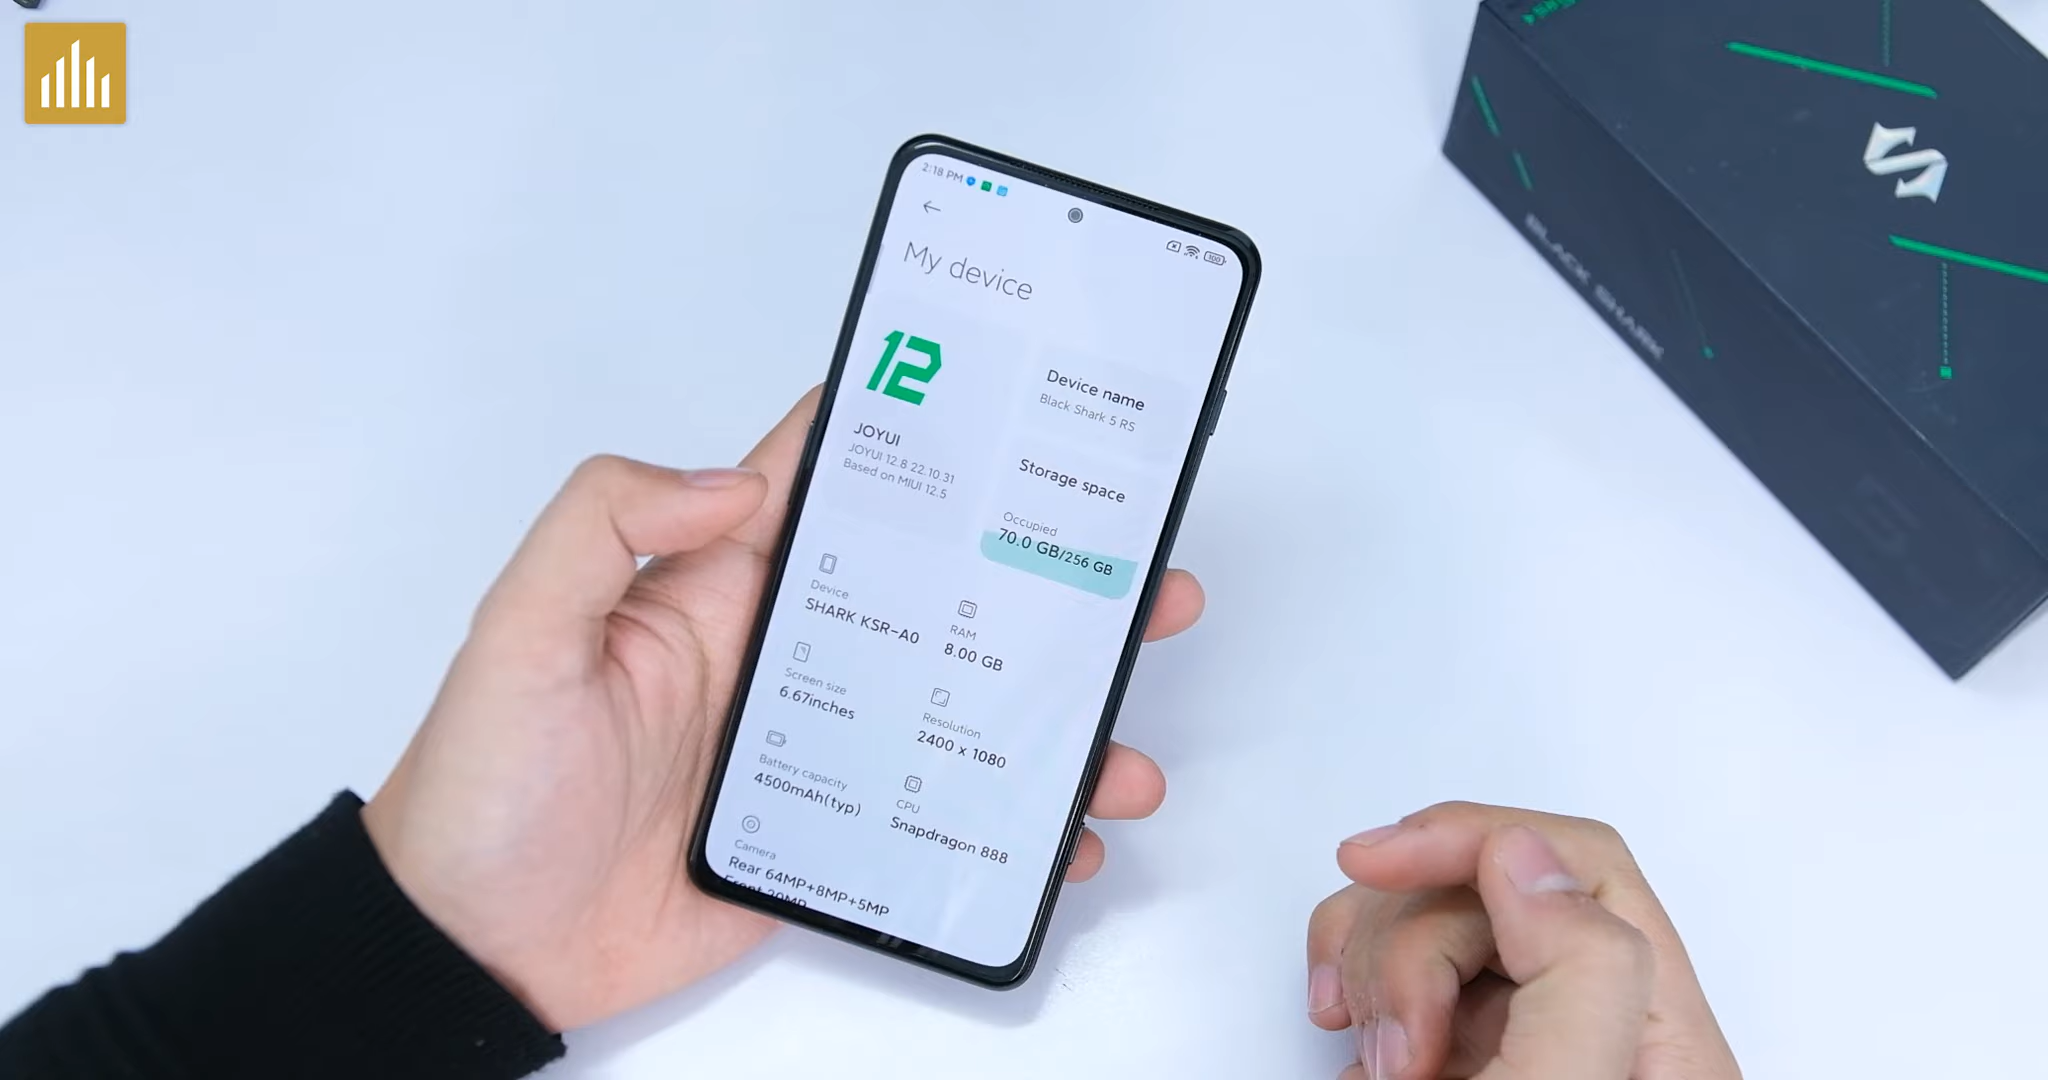 2:18 PM
100
My device
12
JOYUI
JOYUI 12.8 22.10.31
Based on MIUI 12.5
Device name
Black Shark 5 RS
Storage space
Occupied
70.0 GB/256 GB
Device
SHARK KSR-A0
RAM
8.00 GB
Screen size
6.67inches
Resolution
2400 x 1080
Battery capacity
4500mAh(typ)
CPU
Snapdragon 888
Camera
Rear 64MP+8MP+5MP
Front 20MP
BLACK SHARK